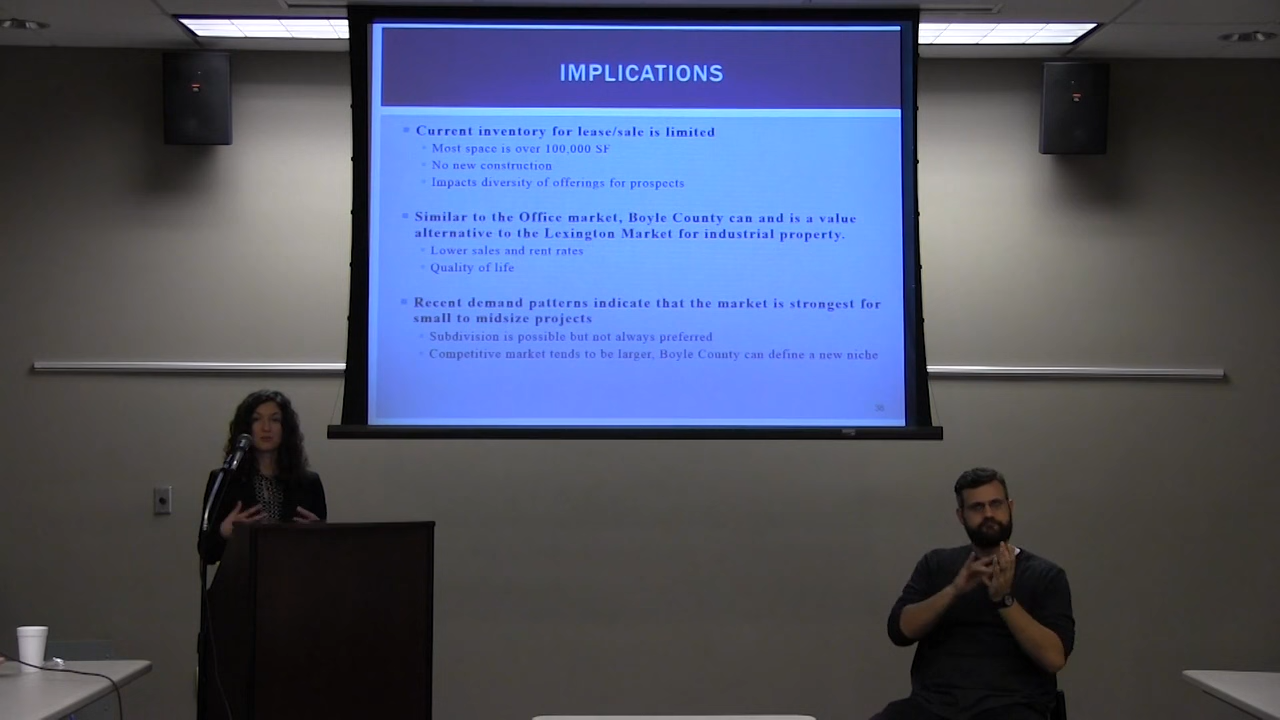 IMPLICATIONS
Current inventory for lease/sale is limited
Most space is over 100,000 SF
No new construction
Impacts diversity of offerings for prospects
Similar to the Office market, Boyle County can and is a value
alternative to the Lexington Market for industrial property.
Lower sales and rent rates
Quality of life
Recent demand patterns indicate that the market is strongest for
small to midsize projects
Subdivision is possible but not always preferred
Competitive market tends to be larger, Boyle County can define a new niche